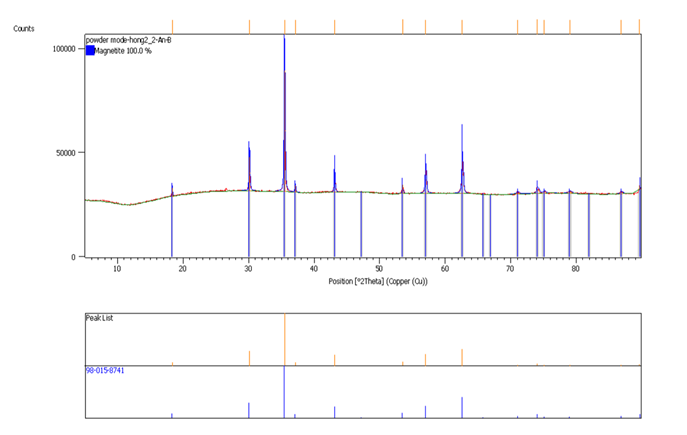 Counts
powder mode-hong2_2-An-B
Magnetite 100.0 %
100000
50000
0
10 20 30 40 50 60 70 80
Position [°2Theta] (Copper (Cu))
Peak List
98-015-8741